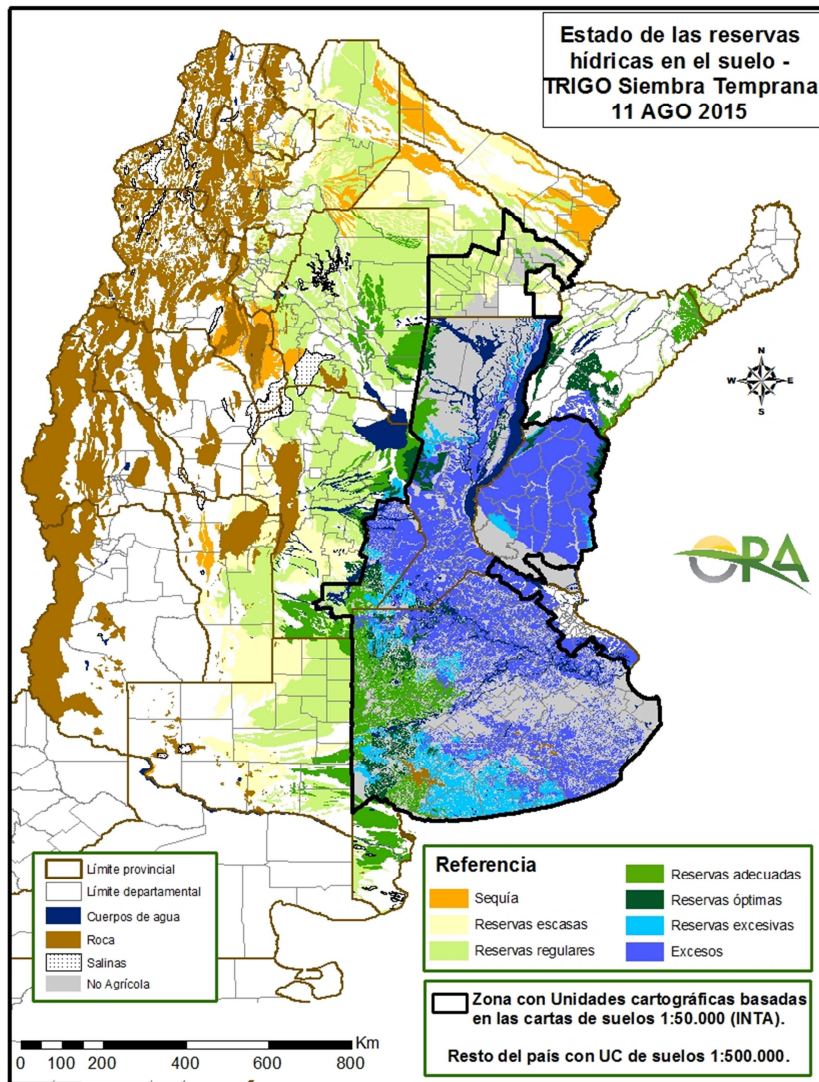 Estado de las reservas
hídricas en el suelo -
TRIGO Siembra Temprana
11 AGO 2015
N
W
E
S
ORA
Límite provincial
Límite departamental
Cuerpos de agua
Roca
Salinas
No Agrícola
Referencia
Sequía
Reservas escasas
Reservas regulares
Reservas adecuadas
Reservas óptimas
Reservas excesivas
Excesos
Zona con Unidades cartográficas basadas
en las cartas de suelos 1:50.000 (INTA).
Resto del país con UC de suelos 1:500.000.
Km
0 100 200 400 600 800